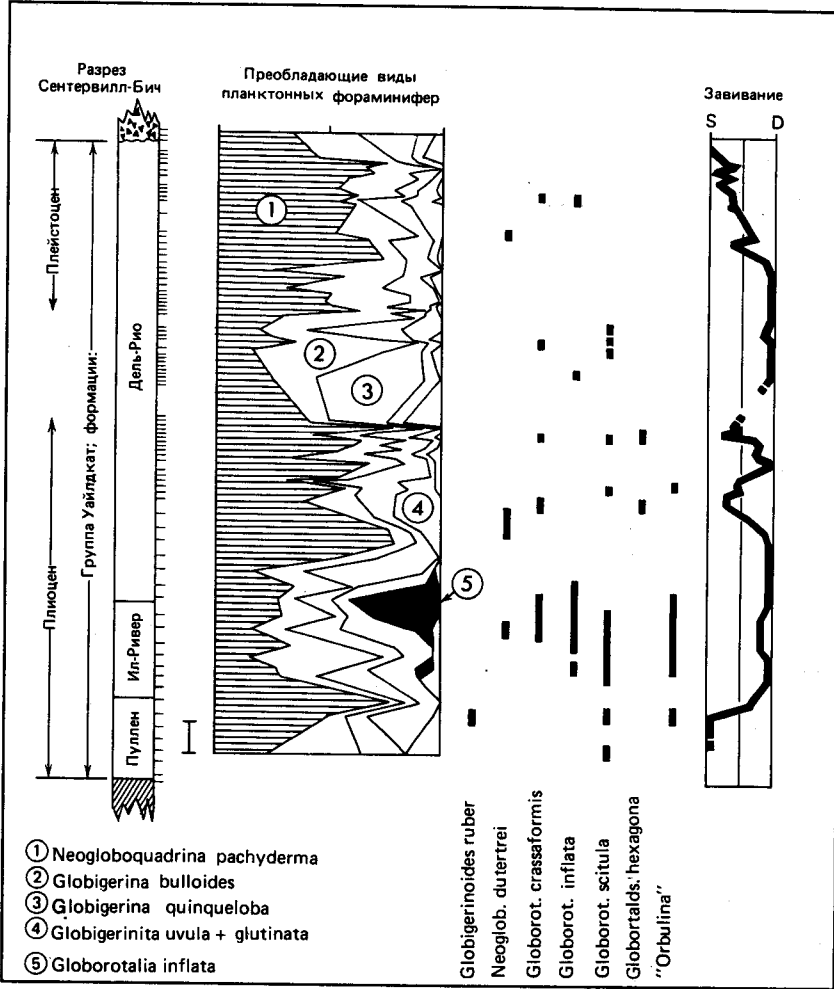 Разрез
Сентервилл-Бич
Преобладающие виды
планктонных фораминифер
Завивание
S D
Плейстоцен
Плиоцен
Группа Уайлдкат; формации:
Дель-Рио
Ил-Ривер
Пуллен
1
2
3
4
5
Globigerinoides ruber
Neoglob. dutertrei
Globorot. crassaformis
Globorot. inflata
Globorot. scitula
Globortalds. hexagona
"Orbulina"
1 Neogloboquadrina pachyderma
2 Globigerina bulloides
3 Globigerina quinqueloba
4 Globigerinita uvula + glutinata
5 Globorotalia inflata